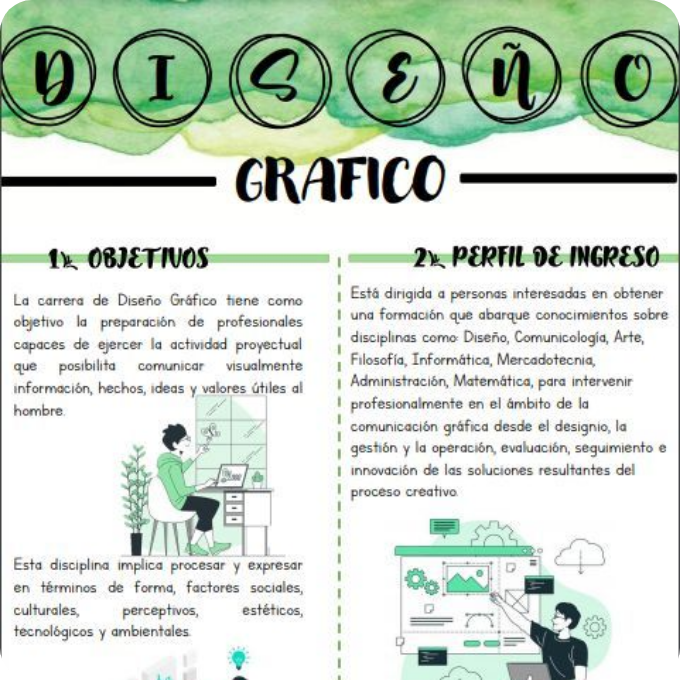 DISEÑO
GRAFICO
1. OBJETIVOS
La carrera de Diseño Gráfico tiene como
objetivo la preparación de profesionales
capaces de ejercer la actividad proyectual
que posibilita comunicar visualmente
información, hechos, ideas y valores útiles al
hombre.
Esta disciplina implica procesar y expresar
en términos de forma, factores sociales,
culturales, perceptivos, estéticos,
tecnológicos y ambientales.
2. PERFIL DE INGRESO
Está dirigida a personas interesadas en obtener
una formación que abarque conocimientos sobre
disciplinas como: Diseño, Comunicología, Arte,
Filosofía, Informática, Mercadotecnia,
Administración, Matemática, para intervenir
profesionalmente en el ámbito de la
comunicación gráfica desde el designio, la
gestión y la operación, evaluación, seguimiento e
innovación de las soluciones resultantes del
proceso creativo.